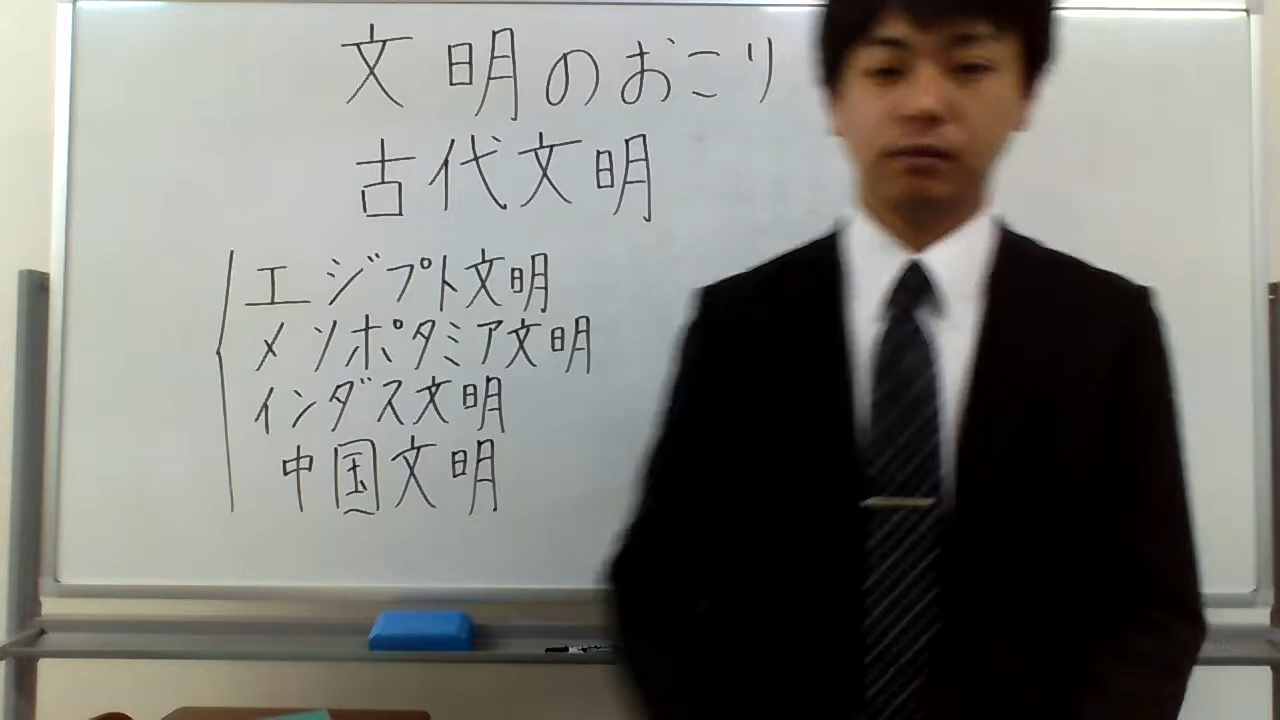 文明のおこり
古代文明
エジプト文明
メソポタミア文明
インダス文明
中国文明